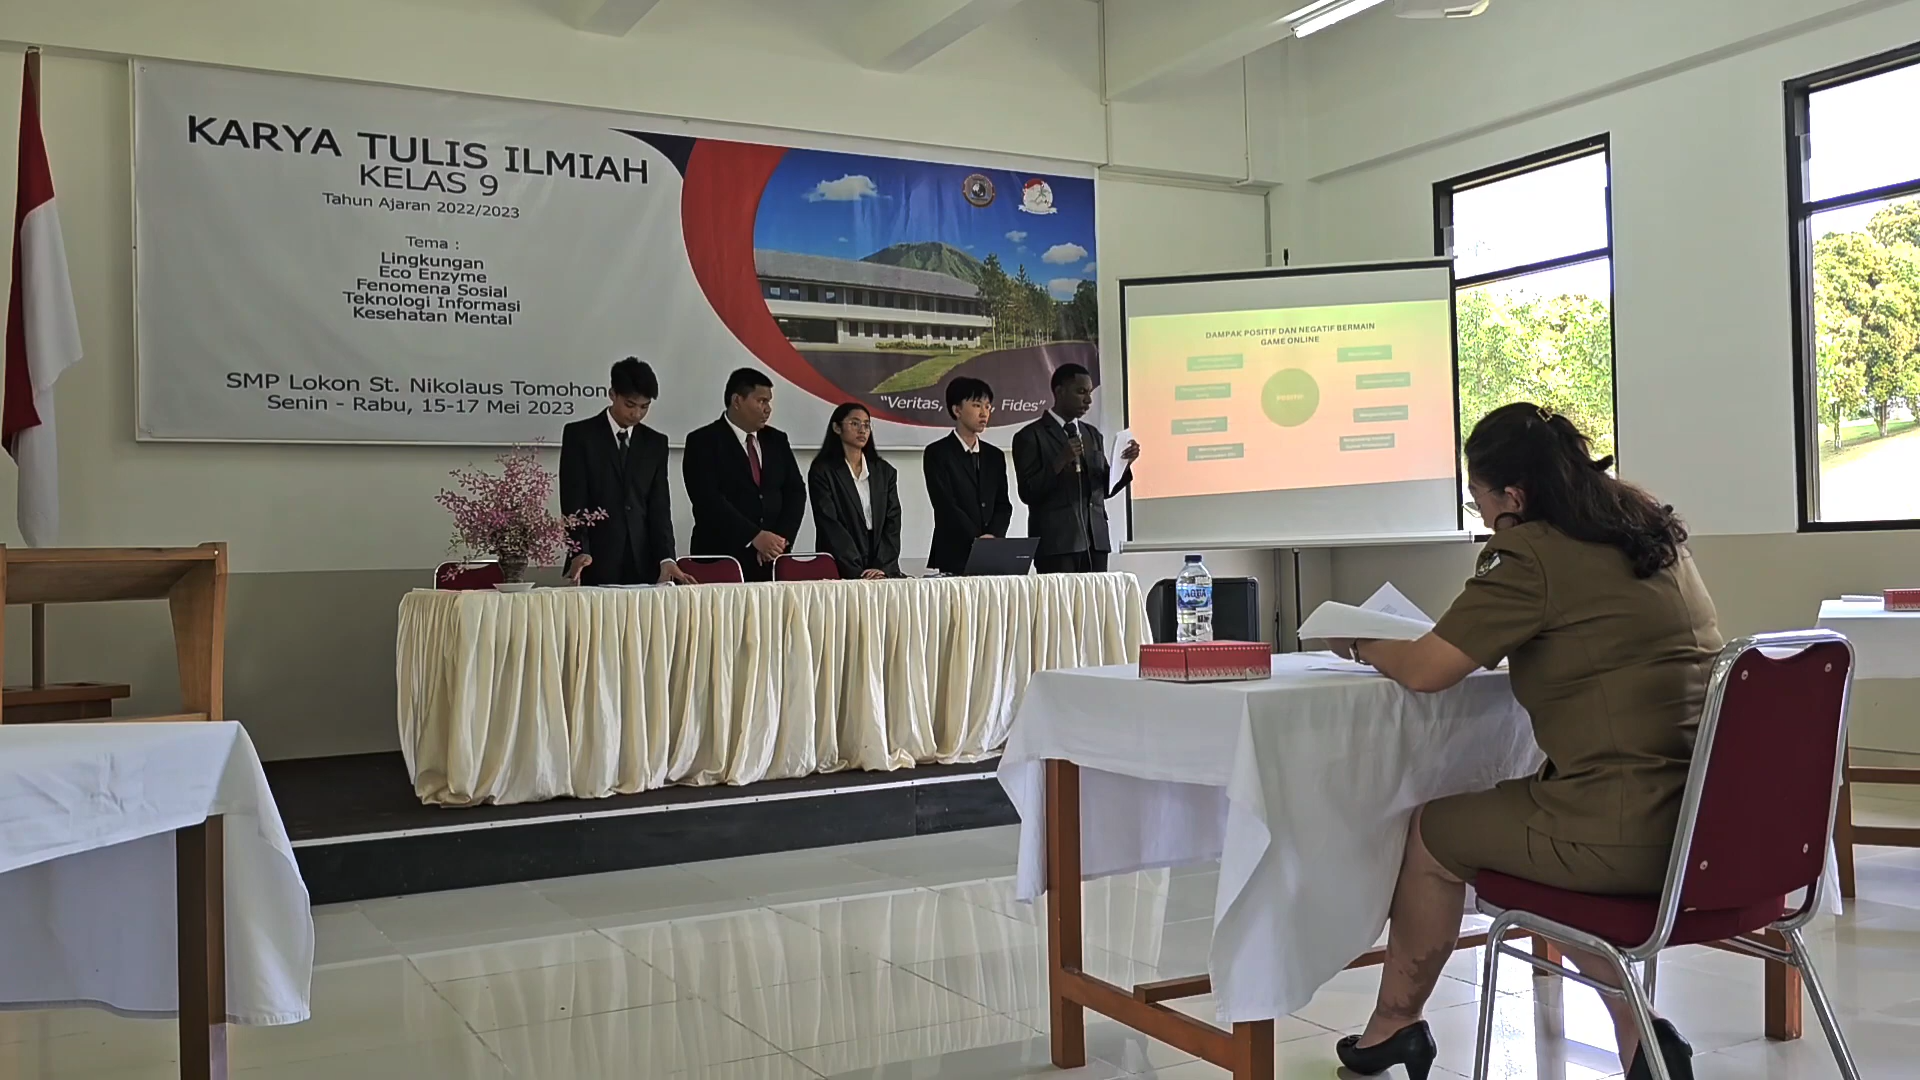 KARYA TULIS ILMIAH
KELAS 9
Tahun Ajaran 2022/2023
Tema :
Lingkungan
Eco Enzyme
Fenomena Sosial
Teknologi Informasi
Kesehatan Mental
SMP Lokon St. Nikolaus Tomohon
Senin - Rabu, 15-17 Mei 2023
"Veritas, Fides"
DAMPAK POSITIF DAN NEGATIF BERMAIN
GAME ONLINE
POSITIF
AQUA